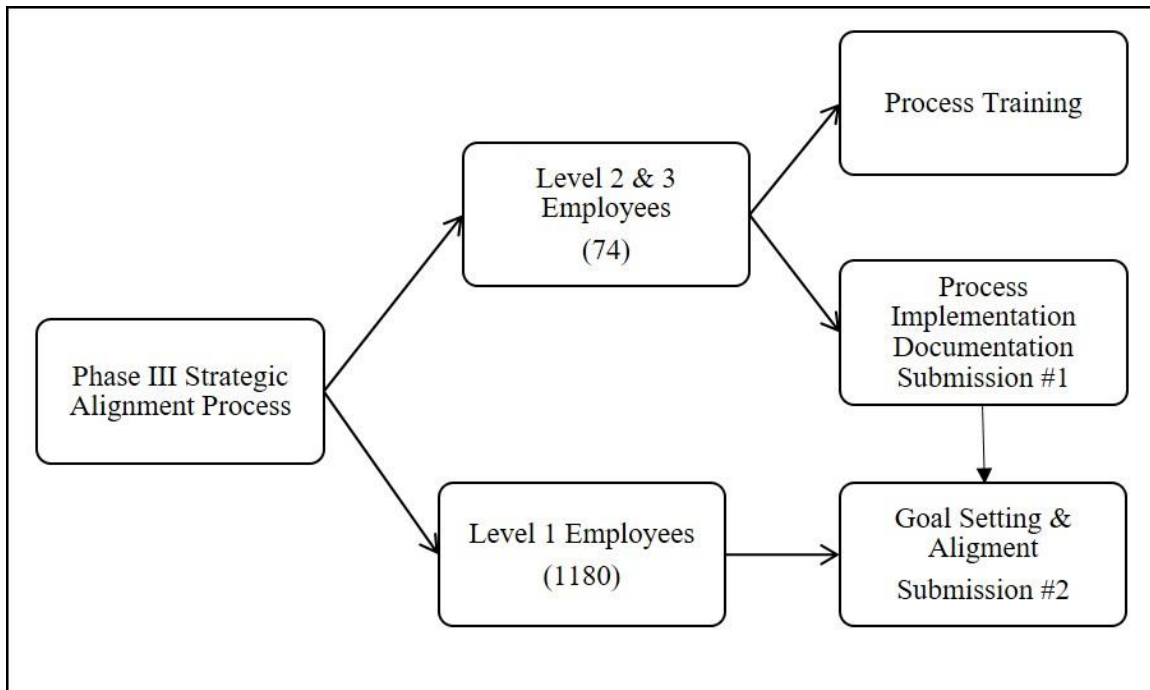 Phase III Strategic
Alignment Process
Level 2 & 3
Employees
(74)
Level 1 Employees
(1180)
Process Training
Process
Implementation
Documentation
Submission #1
Goal Setting &
Aligment
Submission #2